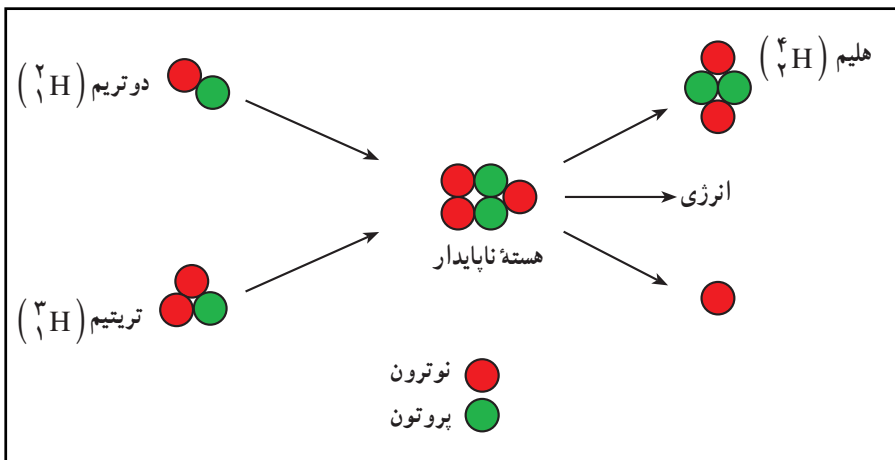 دوتریم (²₁H)
هلیم (⁴₂H)
انرژی
هستهٔ ناپایدار
تریتیم (³₁H)
نوترون
پروتون